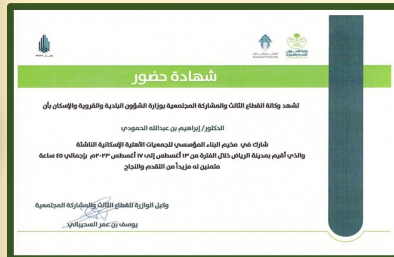 شهادة حضور
تشهد وكالة القطاع الثالث والمشاركة المجتمعية بوزارة الشؤون البلدية والقروية والإسكان بأن
الدكتور/ إبراهيم بن عبدالله الحمودي
شارك في مخيم البناء المؤسسي للجمعيات الأهلية الإسكانية الناشئة
والذي أقيم بمدينة الرياض خلال الفترة من ١٣ أغسطس إلى ١٧ أغسطس ٢٠٢٣م بإجمالي ٤٥ ساعة
متمنين له مزيداً من التقدم والنجاح
وكيل الوزارة للقطاع الثالث والمشاركة المجتمعية
يوسف بن عمر السديباني